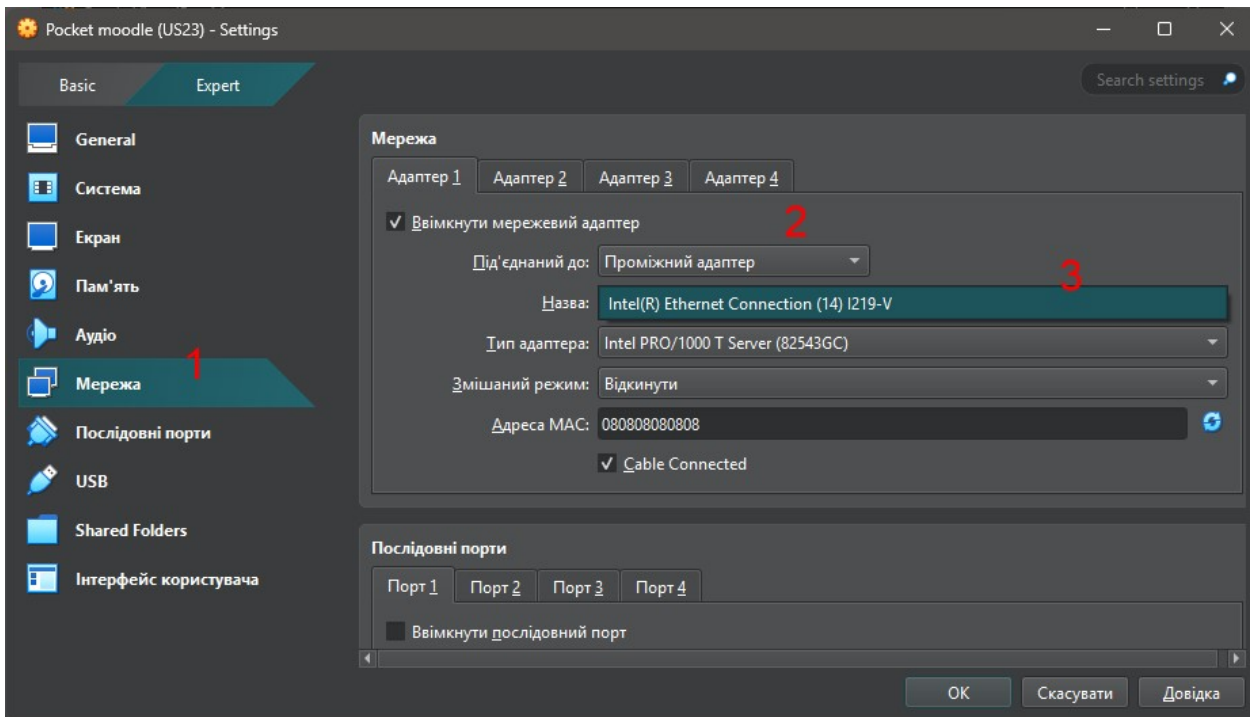 Pocket moodle (US23) - Settings
Basic
Expert
Search settings
General
Система
Екран
Пам'ять
Аудіо
1
Мережа
Послідовні порти
USB
Shared Folders
Інтерфейс користувача
Мережа
Адаптер 1 Адаптер 2 Адаптер 3 Адаптер 4
Ввімкнути мережевий адаптер
2
Під'єднаний до: Проміжний адаптер
3
Назва: Intel(R) Ethernet Connection (14) I219-V
Тип адаптера: Intel PRO/1000 T Server (82543GC)
Змішаний режим: Відкинути
Адреса MAC: 080808080808
Cable Connected
Послідовні порти
Порт 1 Порт 2 Порт 3 Порт 4
Ввімкнути послідовний порт
OK Скасувати Довідка